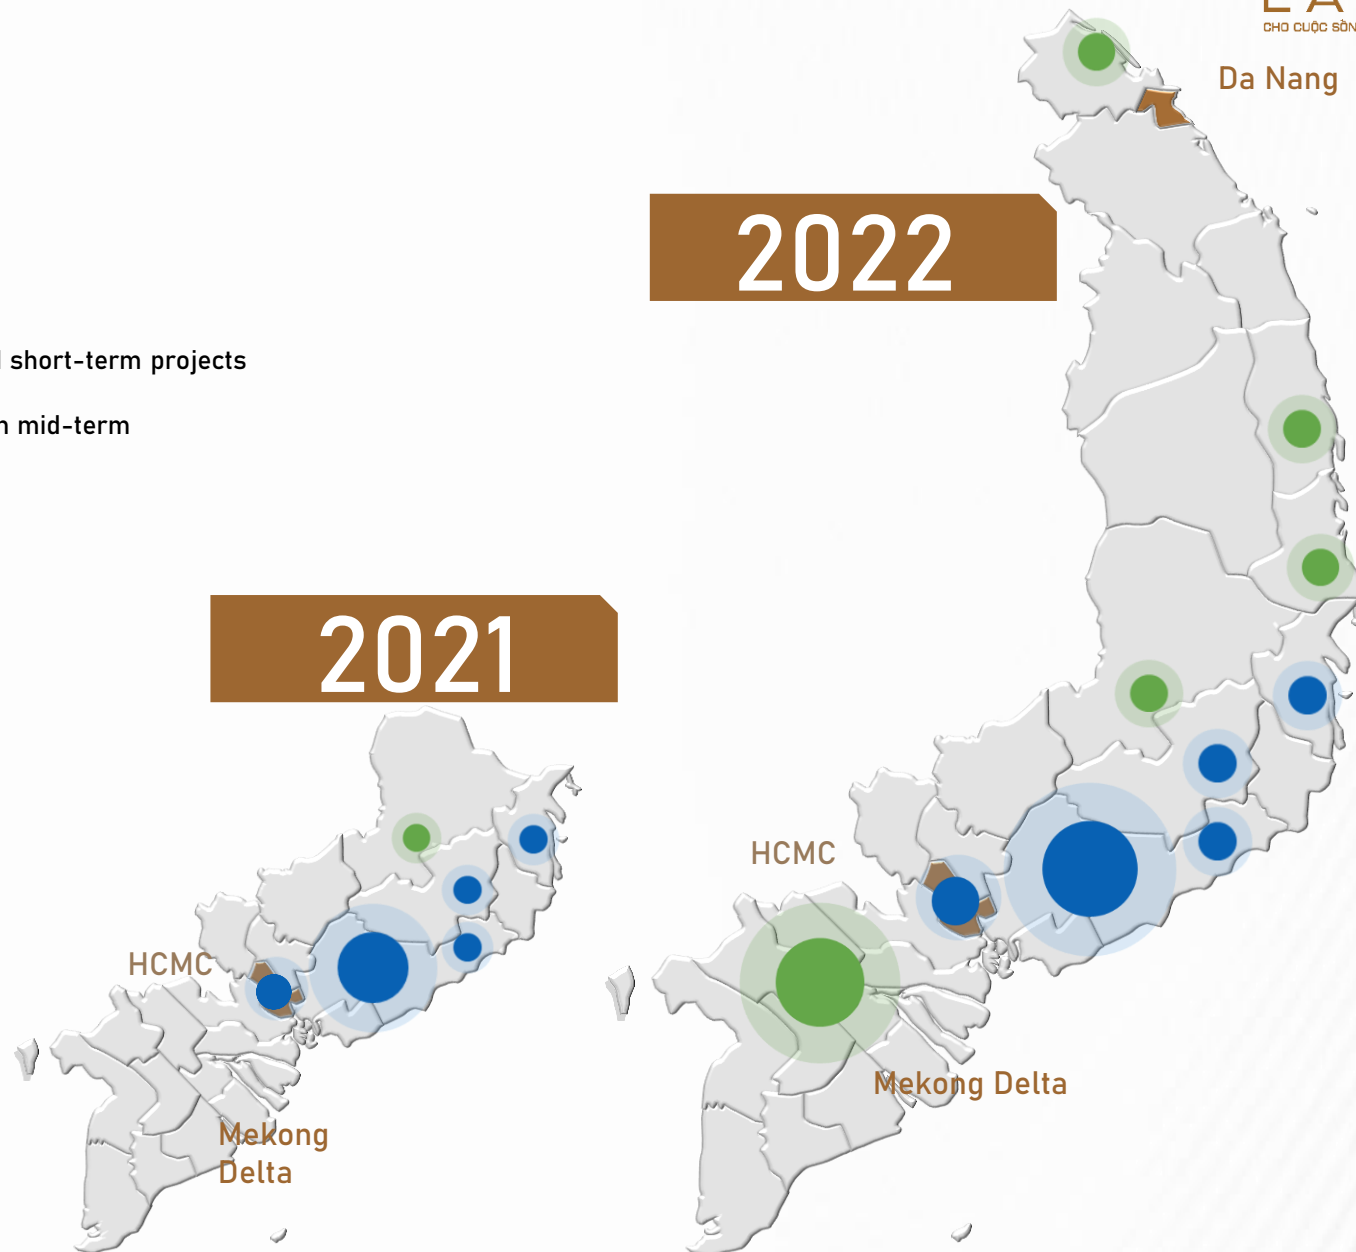 CHO CUỘC SỐN
Da Nang
2022
short-term projects
mid-term
2021
HCMC
HCMC
Mekong Delta
Mekong
Delta